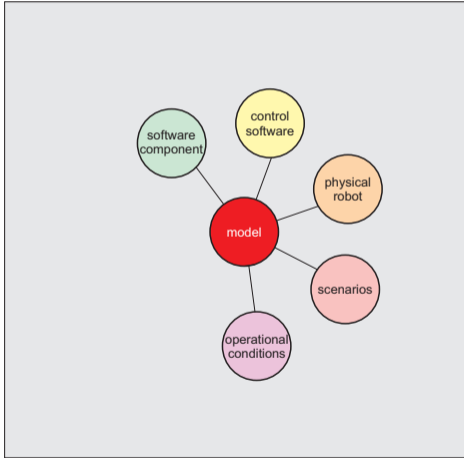 control
software
software
component
physical
robot
model
scenarios
operational
conditions